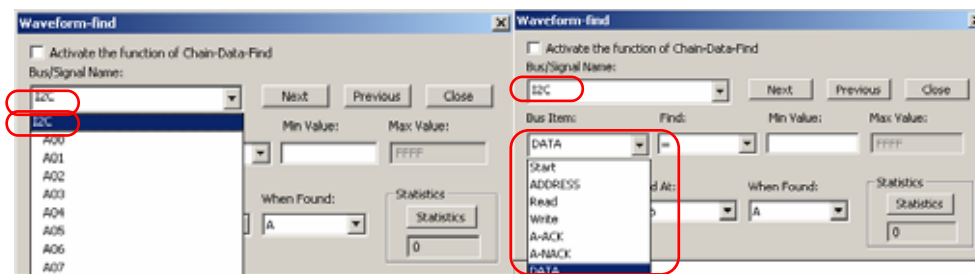 Waveform-find
Activate the function of Chain-Data-Find
Bus/Signal Name:
I2C
Next Previous Close
I2C
Min Value: Max Value:
A00
A01
FFFF
A02
A03
When Found: Statistics
A04
Statistics
A05
A
A06
0
A07
Waveform-find
Activate the function of Chain-Data-Find
Bus/Signal Name:
I2C
Next Previous Close
Bus Item: Find: Min Value: Max Value:
DATA = FFFF
Start
ADDRESS
d At: When Found: Statistics
Read
Statistics
Write
A
A-ACK
0
A-NACK
DATA